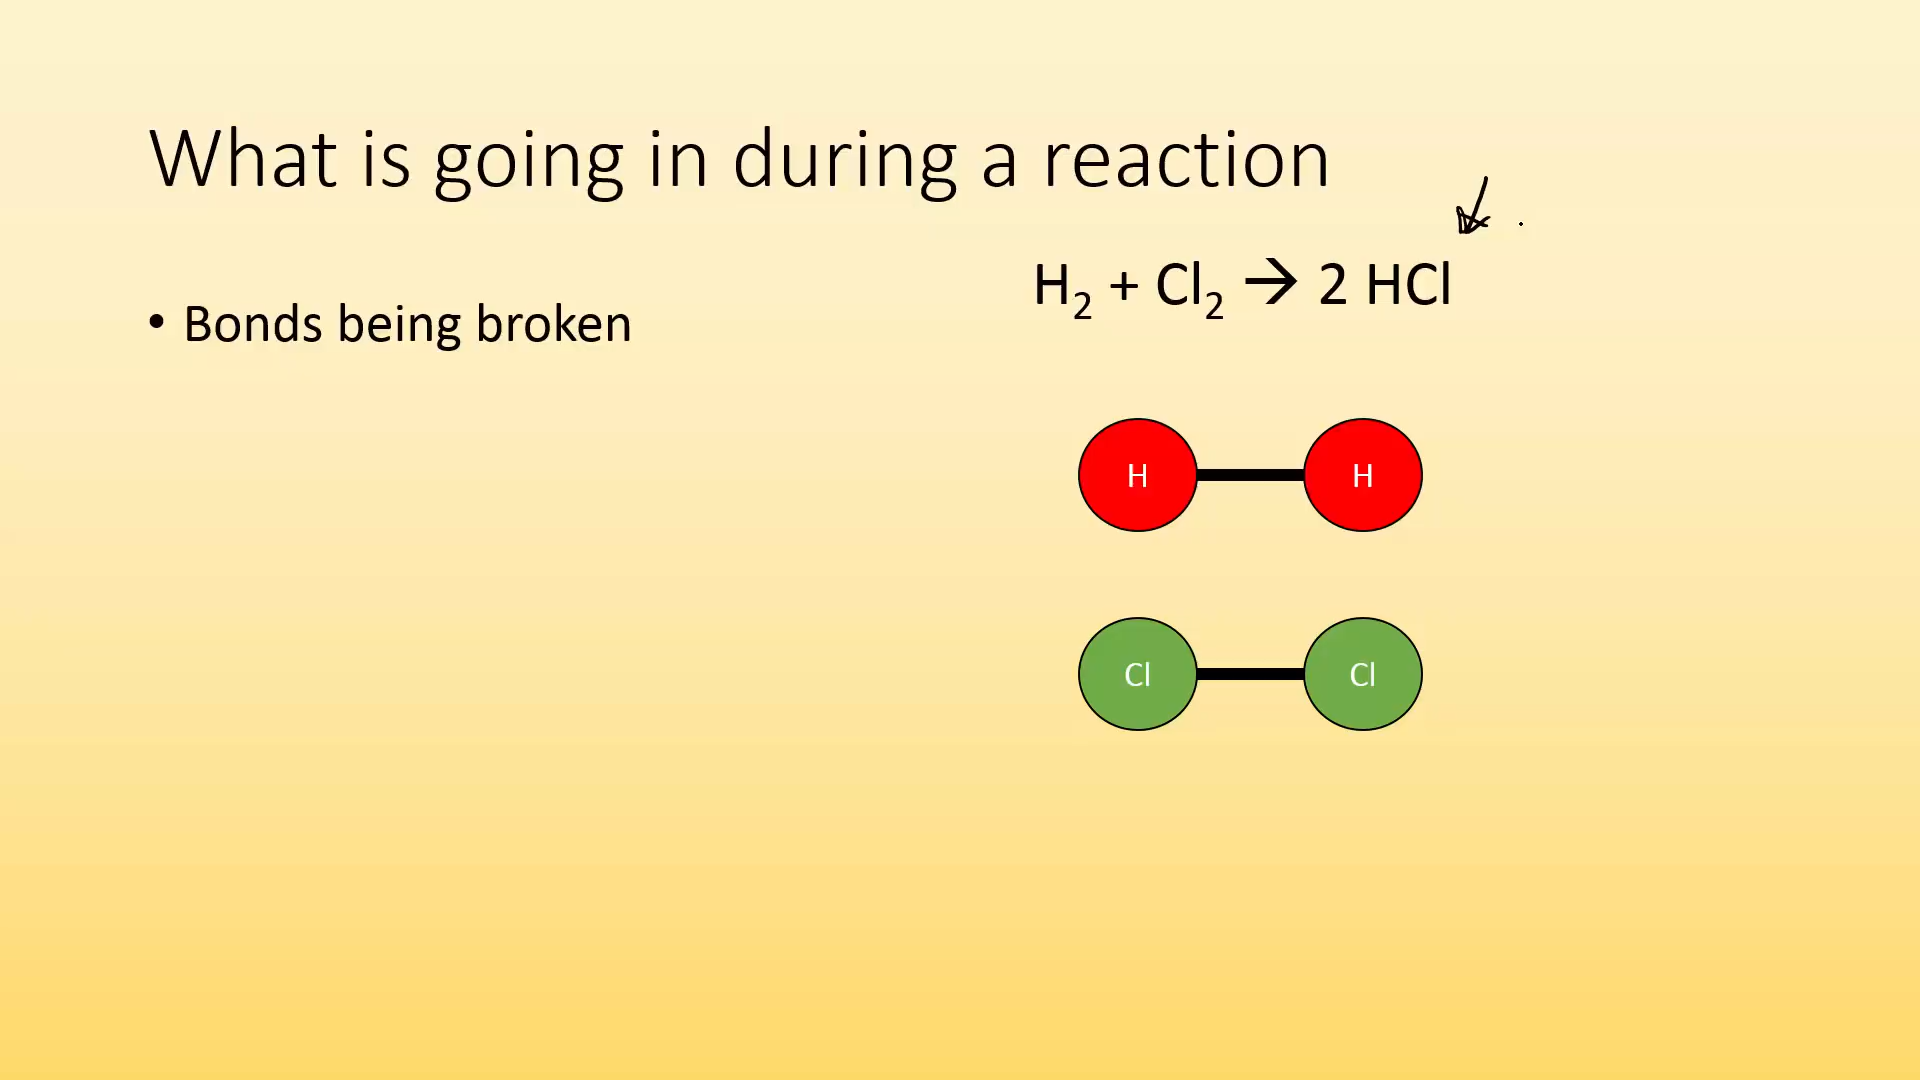 What is going in during a reaction
H₂ + Cl₂ → 2 HCl
• Bonds being broken
H H
Cl Cl